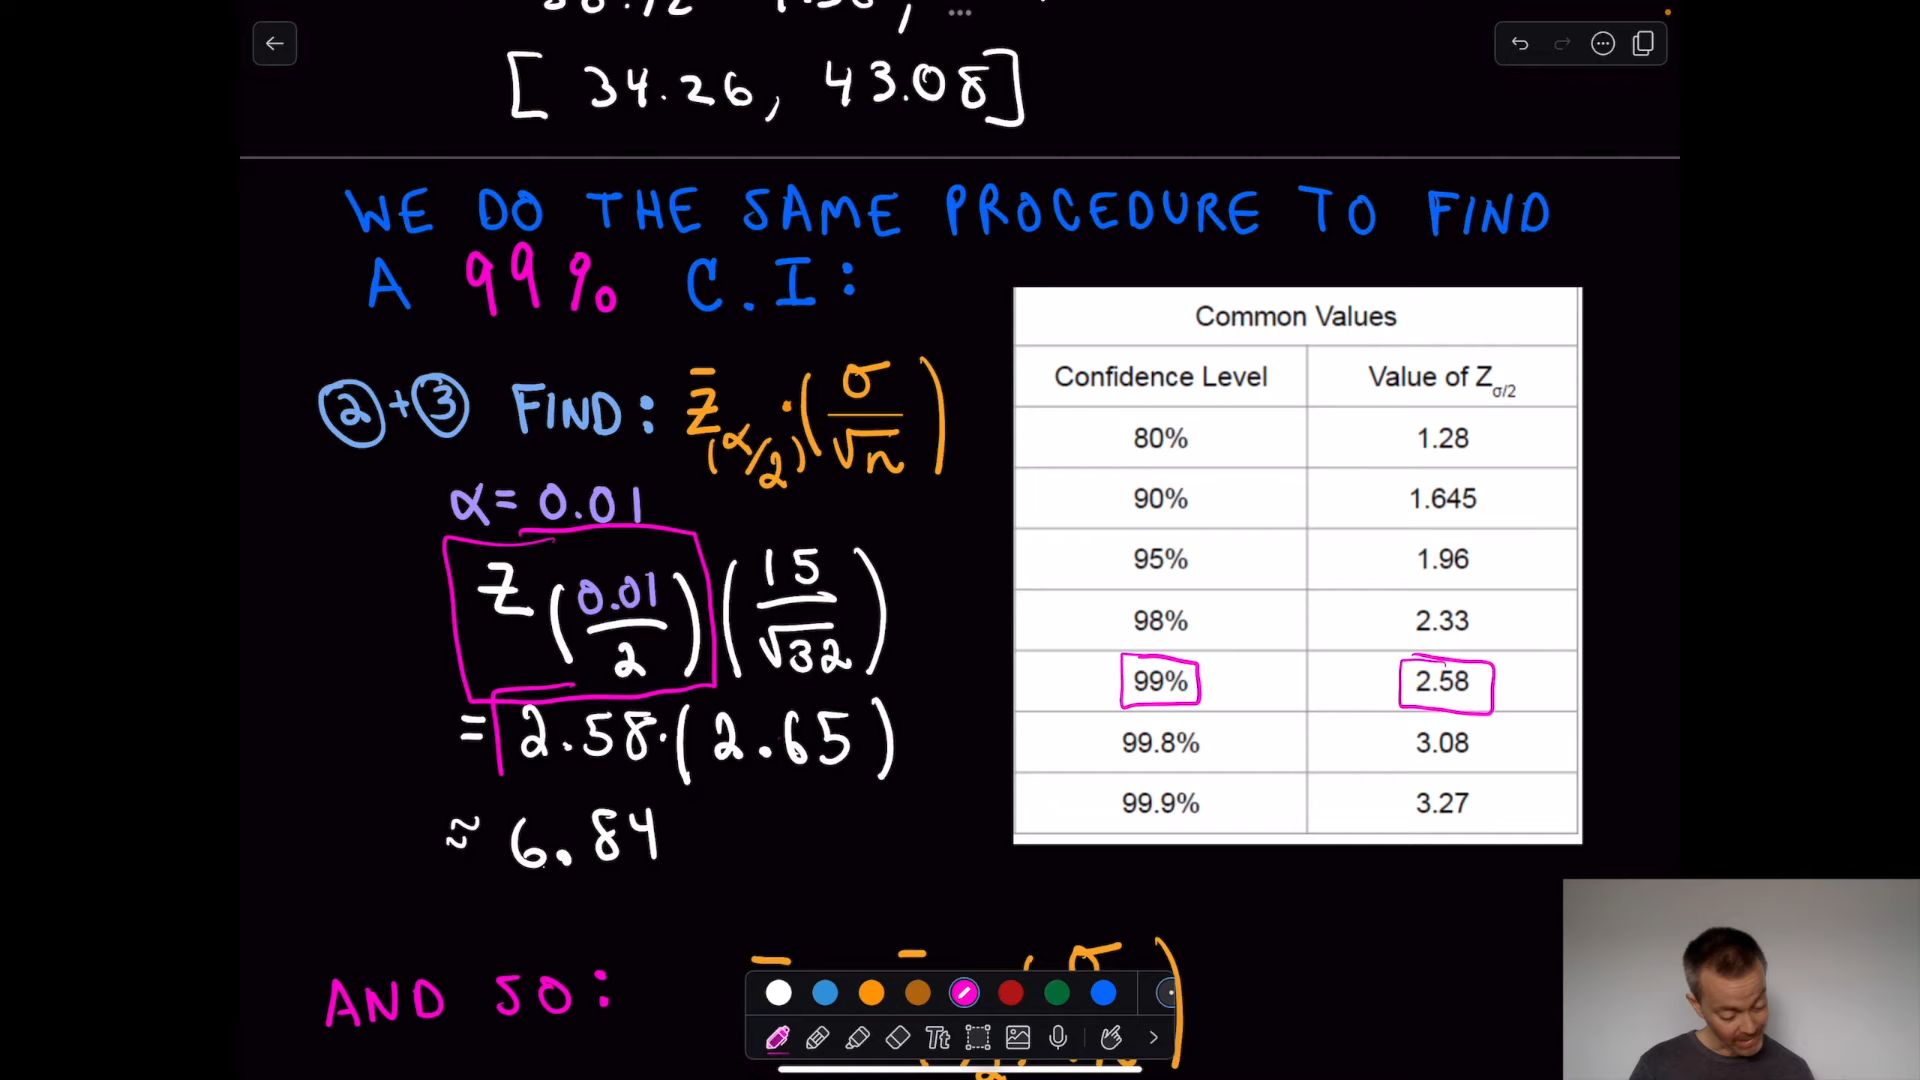 [ 34.26, 43.08 ]
WE DO THE SAME PROCEDURE TO FIND
A 99% C.I:
② + ③ FIND: z̄(α/2) · (σ/√n)
α = 0.01
Z(0.01/2) (15/√32)
= 2.58 · (2.65)
≈ 6.84
AND SO:
Common Values
Confidence Level Value of Zσ/2
80% 1.28
90% 1.645
95% 1.96
98% 2.33
99% 2.58
99.8% 3.08
99.9% 3.27
Tt